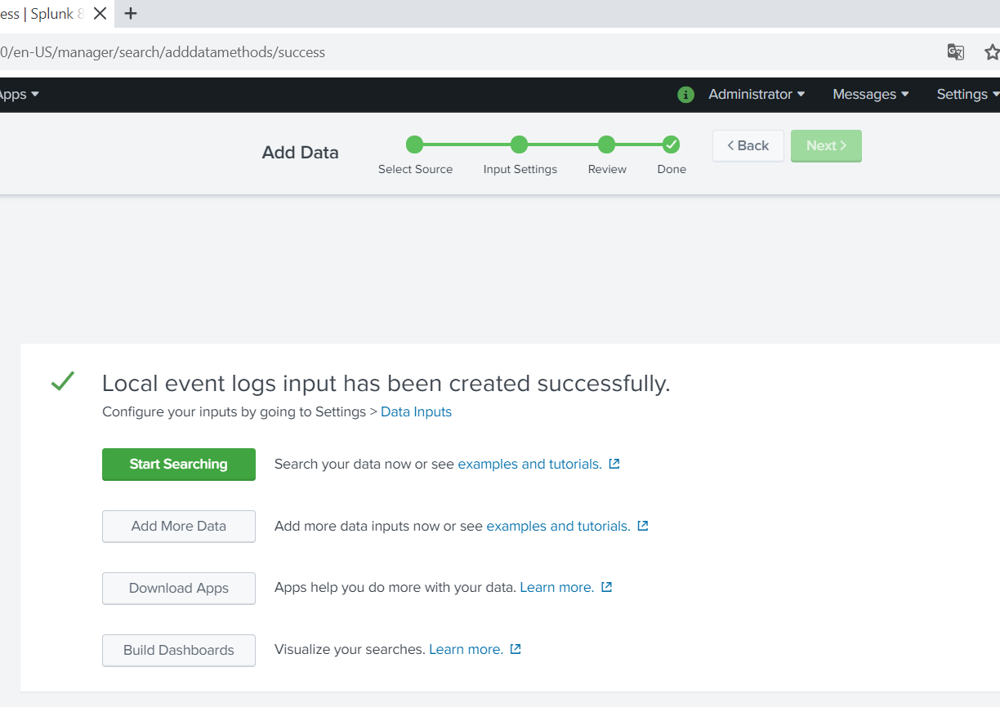 ess | Splunk 8
0/en-US/manager/search/adddatamethods/success
Apps Administrator Messages Settings
Add Data
Select Source Input Settings Review Done
Back Next
Local event logs input has been created successfully.
Configure your inputs by going to Settings > Data Inputs
Start Searching Search your data now or see examples and tutorials.
Add More Data Add more data inputs now or see examples and tutorials.
Download Apps Apps help you do more with your data. Learn more.
Build Dashboards Visualize your searches. Learn more.